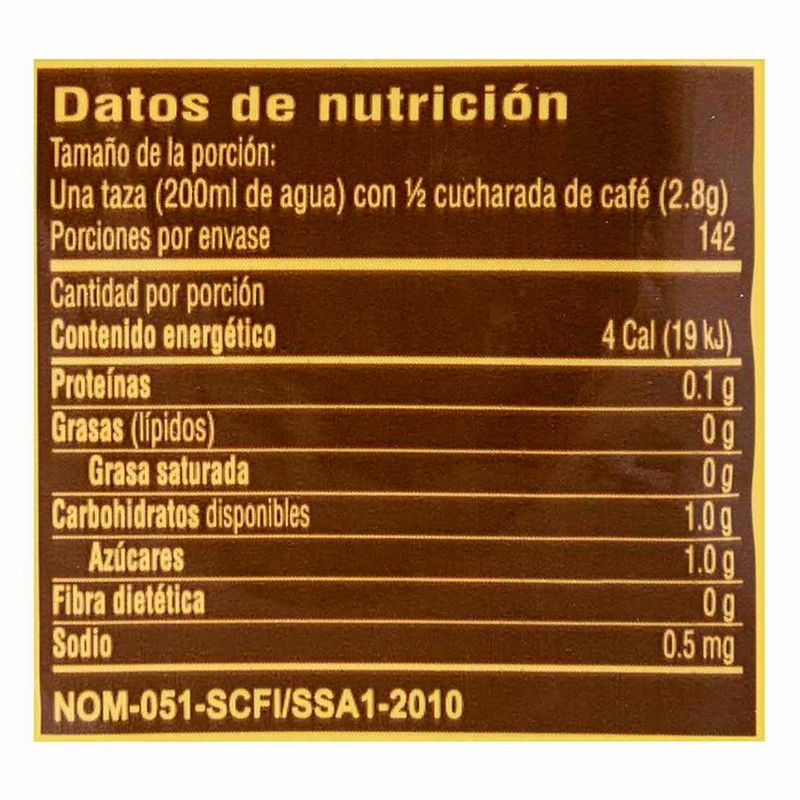 Datos de nutrición
Tamaño de la porción:
Una taza (200ml de agua) con ½ cucharada de café (2.8g)
Porciones por envase 142
Cantidad por porción
Contenido energético 4 Cal (19 kJ)
Proteínas 0.1 g
Grasas (lípidos) 0 g
Grasa saturada 0 g
Carbohidratos disponibles 1.0 g
Azúcares 1.0 g
Fibra dietética 0 g
Sodio 0.5 mg
NOM-051-SCFI/SSA1-2010